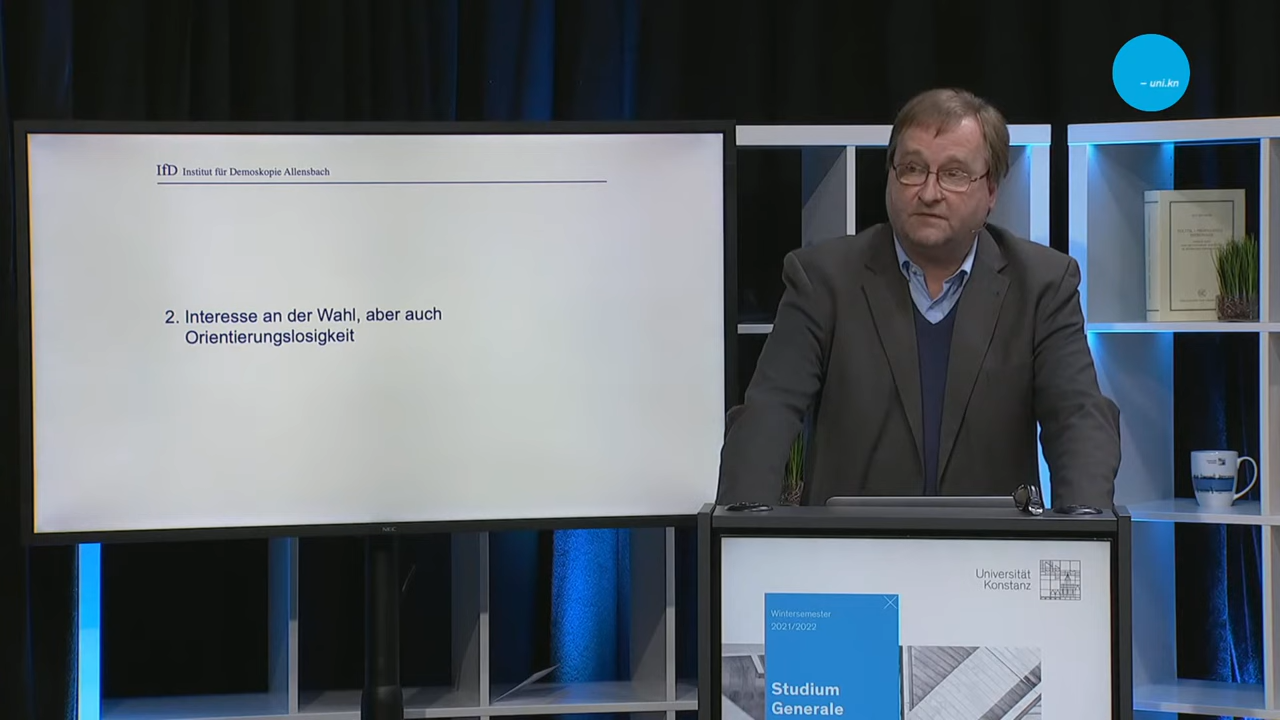 – uni.kn
IfD Institut für Demoskopie Allensbach
2. Interesse an der Wahl, aber auch
Orientierungslosigkeit
NEC
Universität
Konstanz
Wintersemester
2021/2022
Studium
Generale